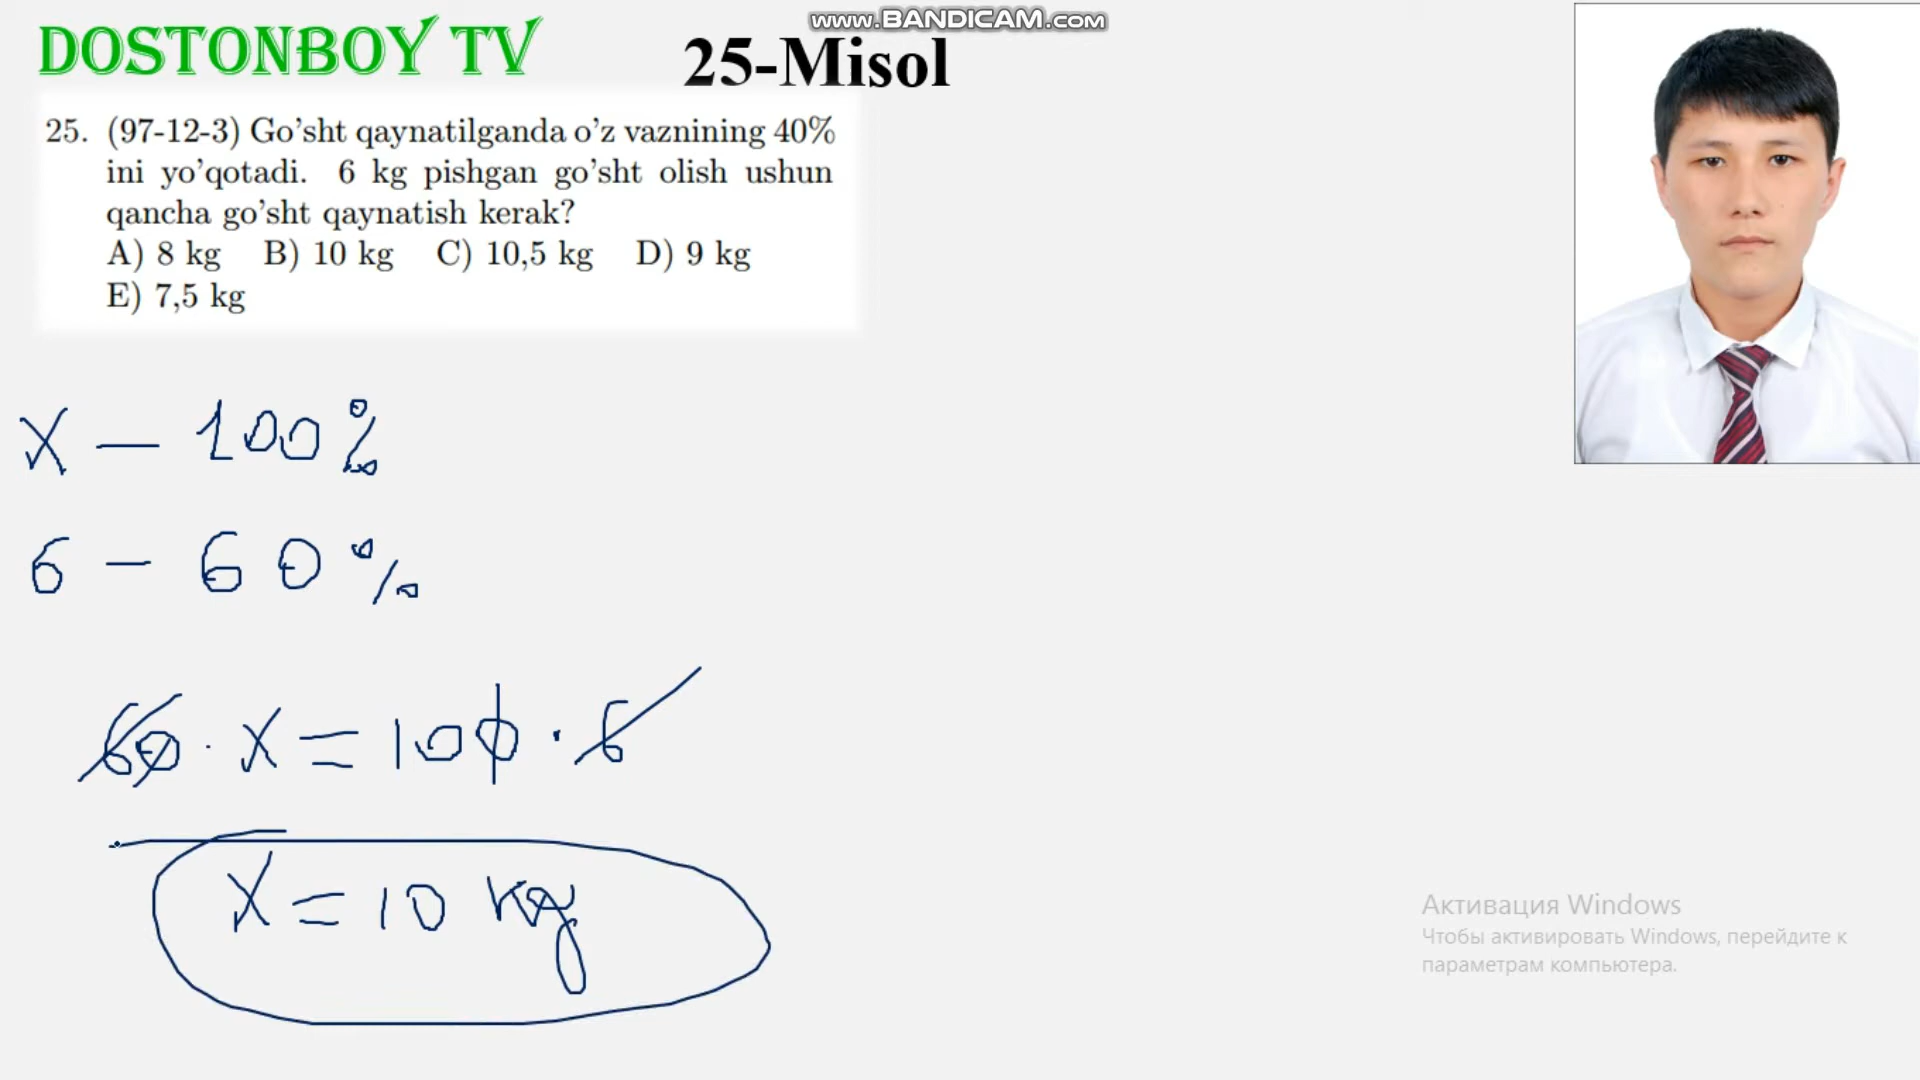 www.BANDICAM.com
DOSTONBOY TV
25-Misol
25. (97-12-3) Go’sht qaynatilganda o’z vaznining 40%
ini yo’qotadi. 6 kg pishgan go’sht olish ushun
qancha go’sht qaynatish kerak?
A) 8 kg B) 10 kg C) 10,5 kg D) 9 kg
E) 7,5 kg
x — 100%
6 — 60%
60 · x = 100 · 6
x = 10 kg
Активация Windows
Чтобы активировать Windows, перейдите к
параметрам компьютера.